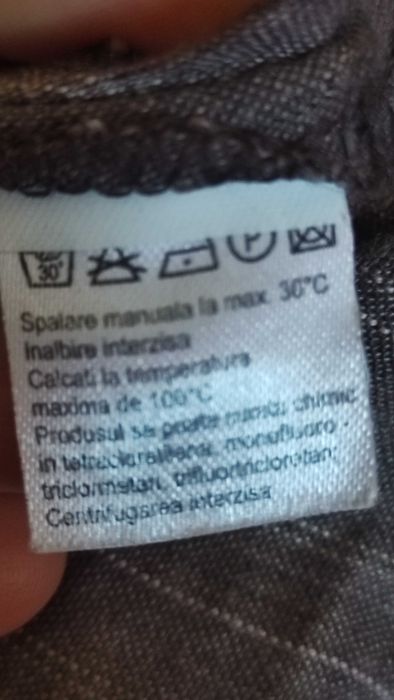 30°
P
Spalare manuala la max. 30°C
Inalbire interzisa
Calcati la temperatura
maxima de 100°C
Produsul se poate curata chimic
in tetracloretilena, monofluoro -
triclormetan, trifluortricloretan;
Centrifugarea interzisa